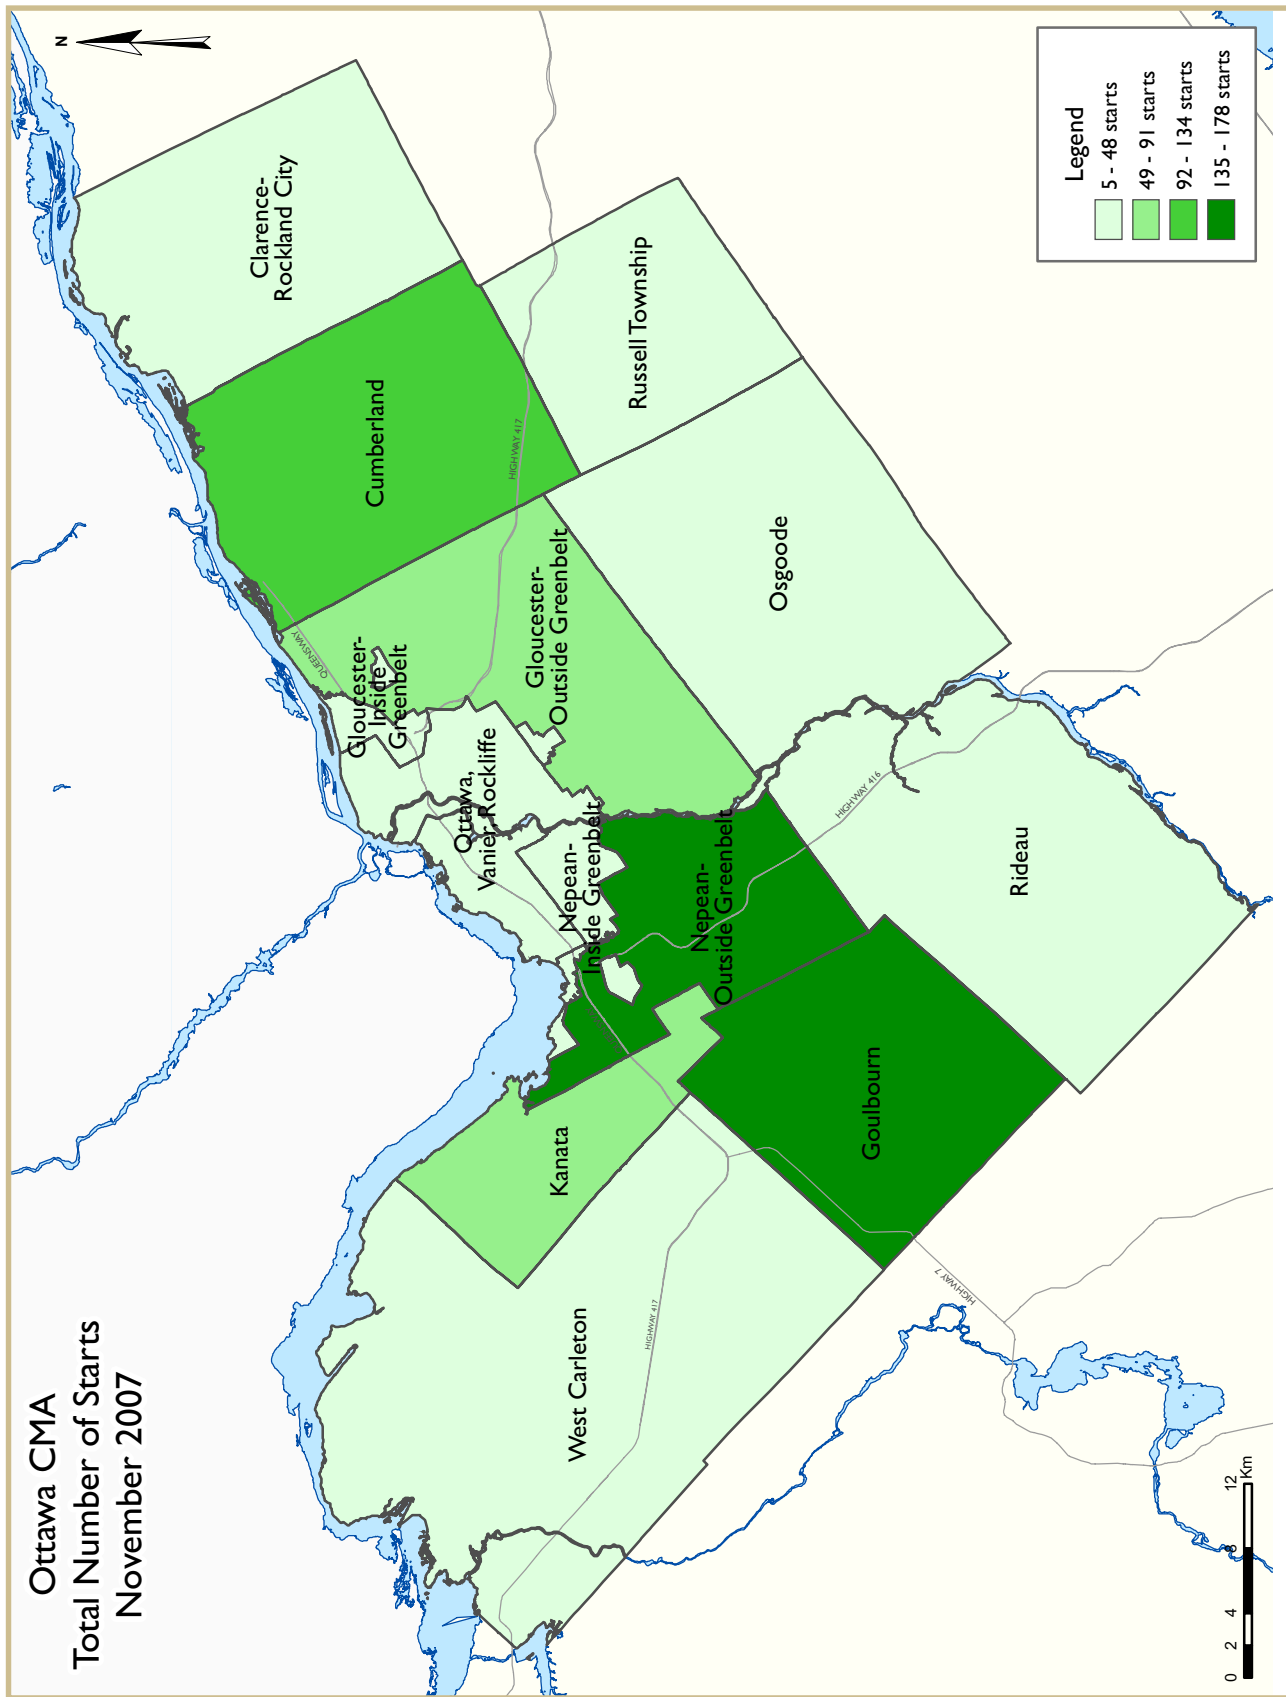 Ottawa CMA
Total Number of Starts
November 2007
N
Clarence-
Rockland City
Cumberland
Russell Township
HIGHWAY 417
QUEENSWAY
Gloucester-
Inside
Greenbelt
Gloucester-
Outside Greenbelt
Osgoode
Ottawa,
Vanier, Rockliffe
Nepean-
Inside Greenbelt
Nepean-
Outside Greenbelt
HIGHWAY 416
Rideau
Kanata
Goulbourn
West Carleton
HIGHWAY 417
HIGHWAY 7
Legend
5 - 48 starts
49 - 91 starts
92 - 134 starts
135 - 178 starts
0 2 4 8 12
Km